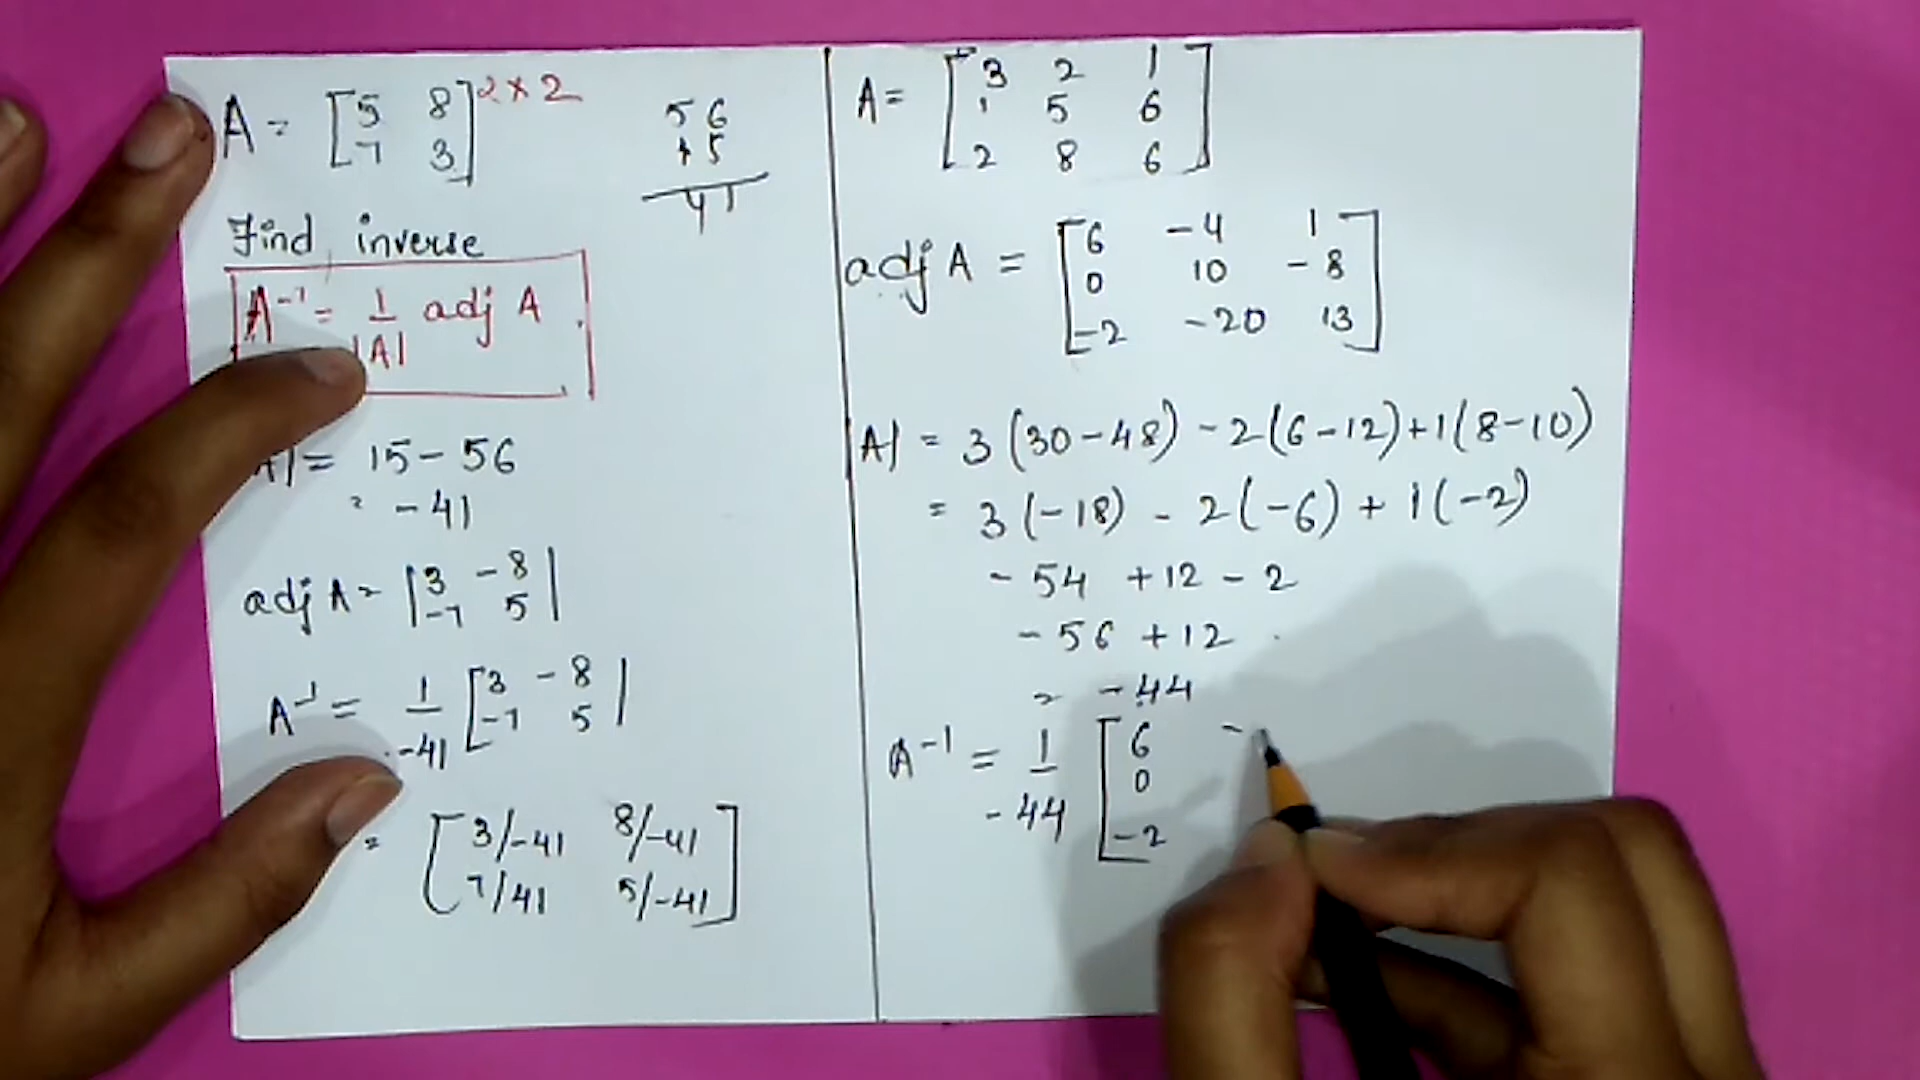 A = [5 8] 2×2
[7 3]
56
15
41
Find inverse
A⁻¹ = 1/|A| adj A.
A| = 15 - 56
= -41
adj A = |3 -8|
|-7 5|
A⁻¹ = 1/-41 [3 -8|
[-7 5|
= [3/-41 8/-41]
[7/41 5/-41]
A = [3 2 1]
[1 5 6]
[2 8 6]
adj A = [6 -4 1]
[0 10 -8]
[-2 -20 13]
|A| = 3(30-48) - 2(6-12) + 1(8-10)
= 3(-18) - 2(-6) + 1(-2)
- 54 + 12 - 2
- 56 + 12
= -44
A⁻¹ = 1/-44 [6 -
[0
[-2